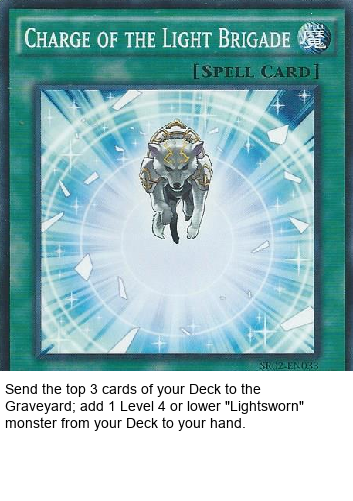 CHARGE OF THE LIGHT BRIGADE
[SPELL CARD]
Send the top 3 cards of your Deck to the
Graveyard; add 1 Level 4 or lower "Lightsworn"
monster from your Deck to your hand.